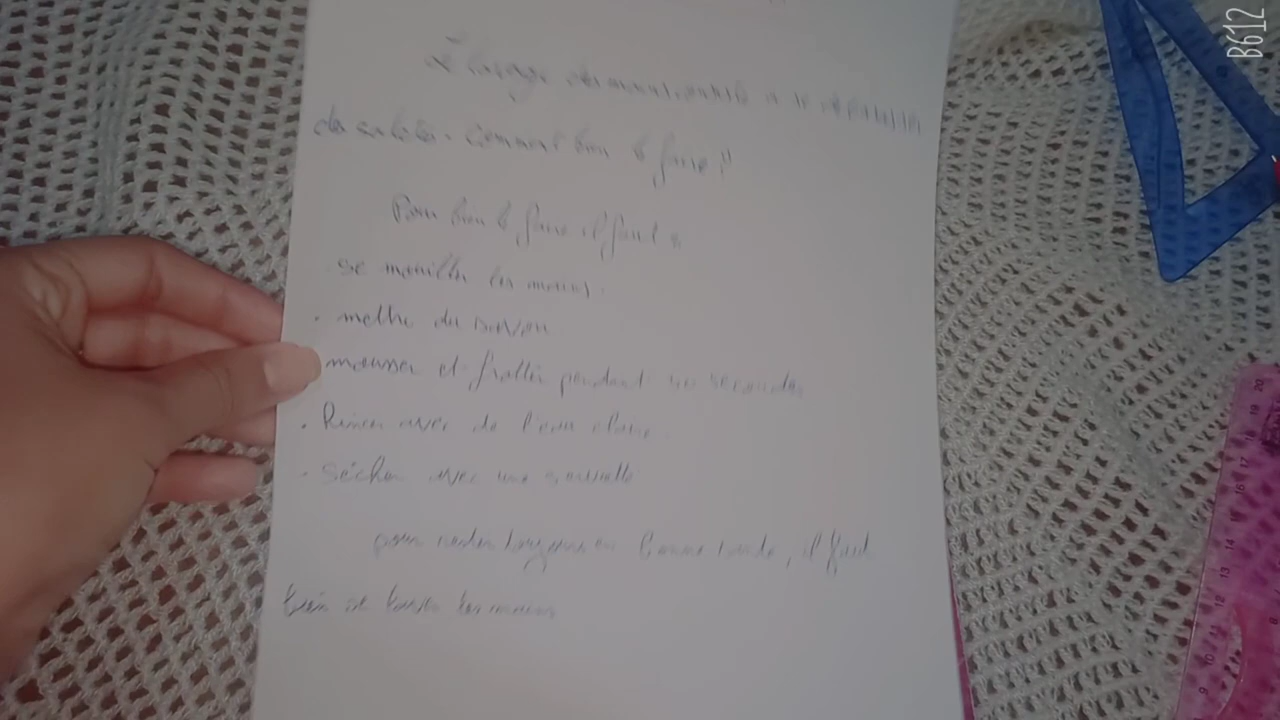 comment bien le faire ?"
Pour bien le faire il faut :
se mouiller les mains.
. mettre du savon
mousser et frotter pendant secondes
. Rincer avec de l'eau claire.
. sécher avec une serviette
pour rester toujours en bonne santé, il faut
bien se laver les mains
B612